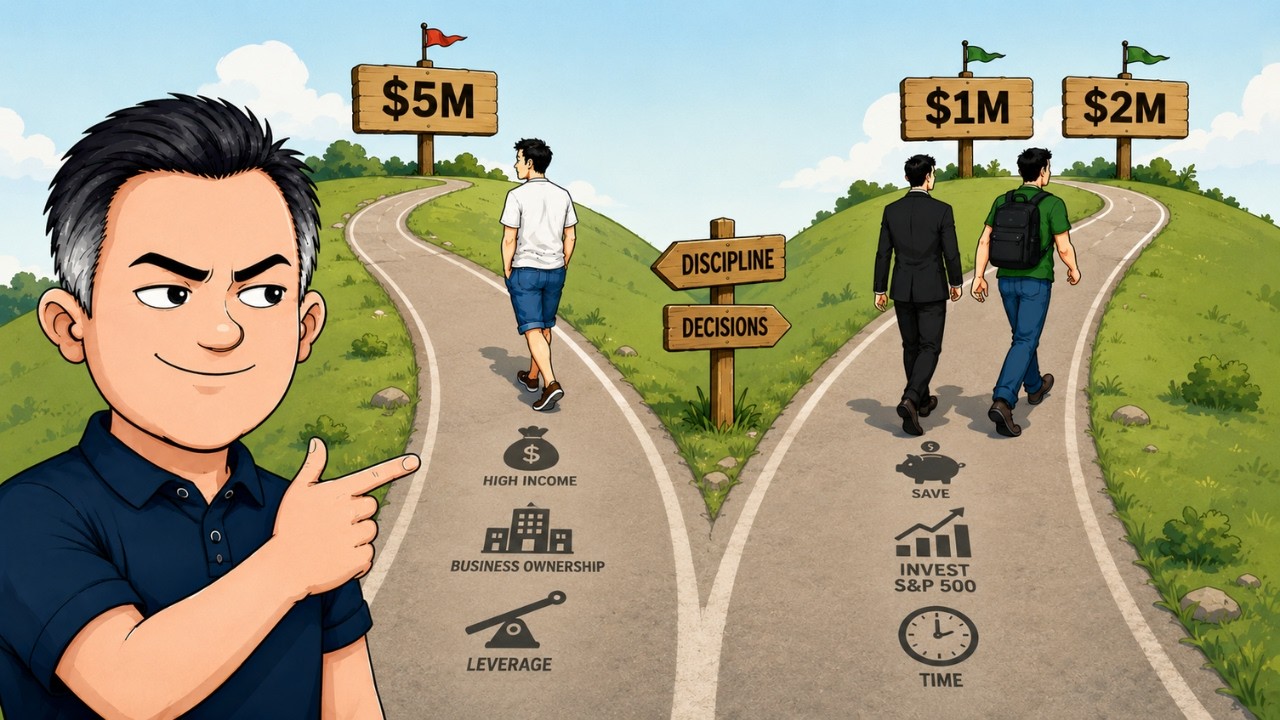 $5M
$1M
$2M
DISCIPLINE
DECISIONS
$
HIGH INCOME
BUSINESS OWNERSHIP
LEVERAGE
$
SAVE
INVEST
S&P 500
TIME